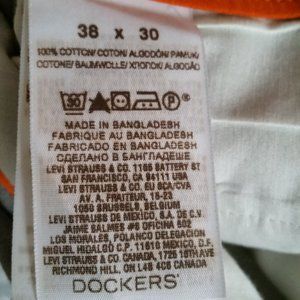 38 x 30
100% COTTON/COTON/ALGODÓN/PAMUK/
COTONE/BAUMWOLLE/ХЛОПОК/ALGODÃO
30
P
MADE IN BANGLADESH
FABRIQUE AU BANGLADESH
FABRICADO EN BANGLADESH
СДЕЛАНО В БАНГЛАДЕШЕ
LEVI STRAUSS & CO. 1155 BATTERY ST
SAN FRANCISCO, CA 94111 USA
LEVI STRAUSS & CO. EU SCA/CVA
AV. A. FRAITEUR, 15-23
1050 BRUSSELS, BELGIUM
LEVI STRAUSS DE MEXICO, S.A. DE C.V.
JAIME BALMES #8 OFICINA 502
LOS MORALES, POLANCO DELEGACION
MIGUEL HIDALGO C.P. 11510 MEXICO, D.F.
LEVI STRAUSS & CO. CANADA, 1725 16TH AVE
RICHMOND HILL, ON L4B 4C6 CANADA
DOCKERS®